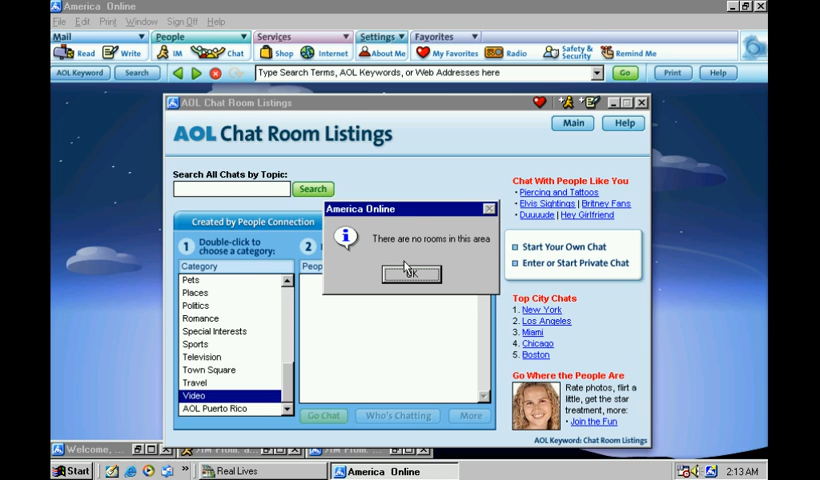 America Online
File Edit Print Window Sign Off Help
Mail People Services Settings Favorites
Read Write IM Chat Shop Internet About Me My Favorites Radio Safety & Security Remind Me
AOL Keyword Search Type Search Terms, AOL Keywords, or Web Addresses here Go Print Help
AOL Chat Room Listings
AOL Chat Room Listings
Main Help
Search All Chats by Topic:
Search
Created by People Connection
1 Double-click to choose a category:
2
Category
Pets
Places
Politics
Romance
Special Interests
Sports
Television
Town Square
Travel
Video
AOL Puerto Rico
Go Chat Who's Chatting More
America Online
There are no rooms in this area
OK
Chat With People Like You
Piercing and Tattoos
Elvis Sightings | Britney Fans
Duuuude | Hey Girlfriend
Start Your Own Chat
Enter or Start Private Chat
Top City Chats
1. New York
2. Los Angeles
3. Miami
4. Chicago
5. Boston
Go Where the People Are
Rate photos, flirt a
little, get the star
treatment, more:
Join the Fun
AOL Keyword: Chat Room Listings
Welcome, ...
Start Real Lives America Online 2:13 AM